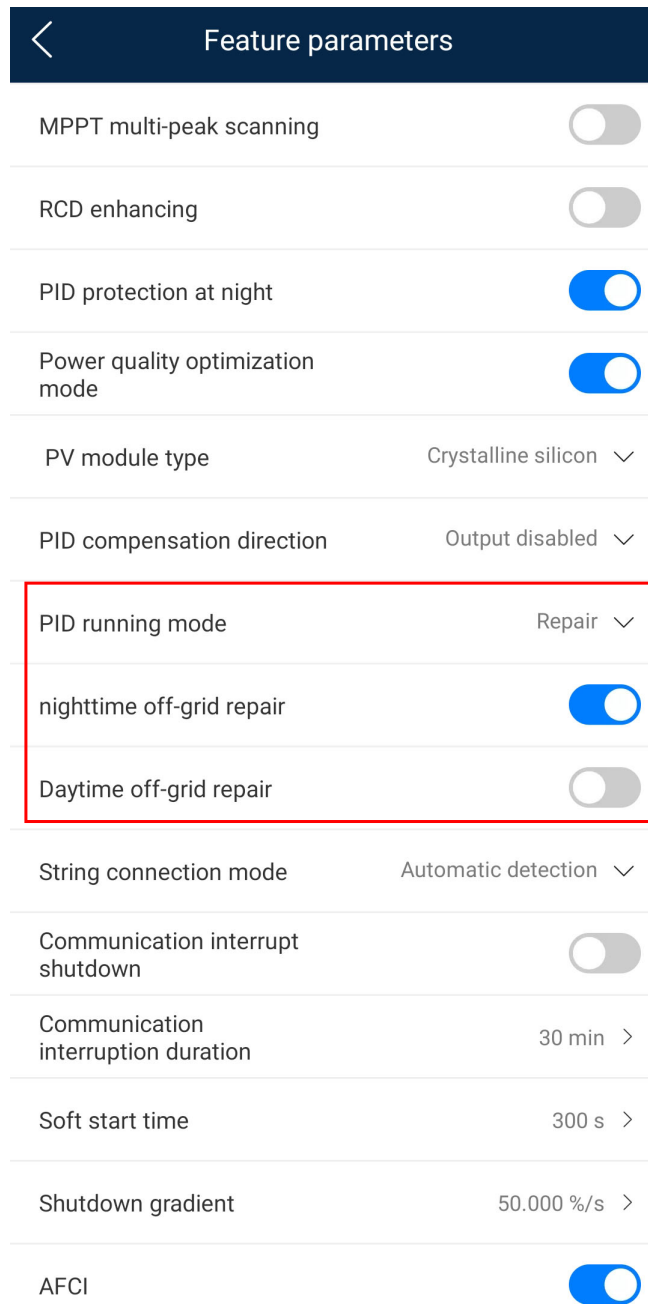 Feature parameters
MPPT multi-peak scanning
RCD enhancing
PID protection at night
Power quality optimization
mode
PV module type
Crystalline silicon
PID compensation direction
Output disabled
PID running mode
Repair
nighttime off-grid repair
Daytime off-grid repair
String connection mode
Automatic detection
Communication interrupt
shutdown
Communication
interruption duration
30 min
Soft start time
300 s
Shutdown gradient
50.000 %/s
AFCI